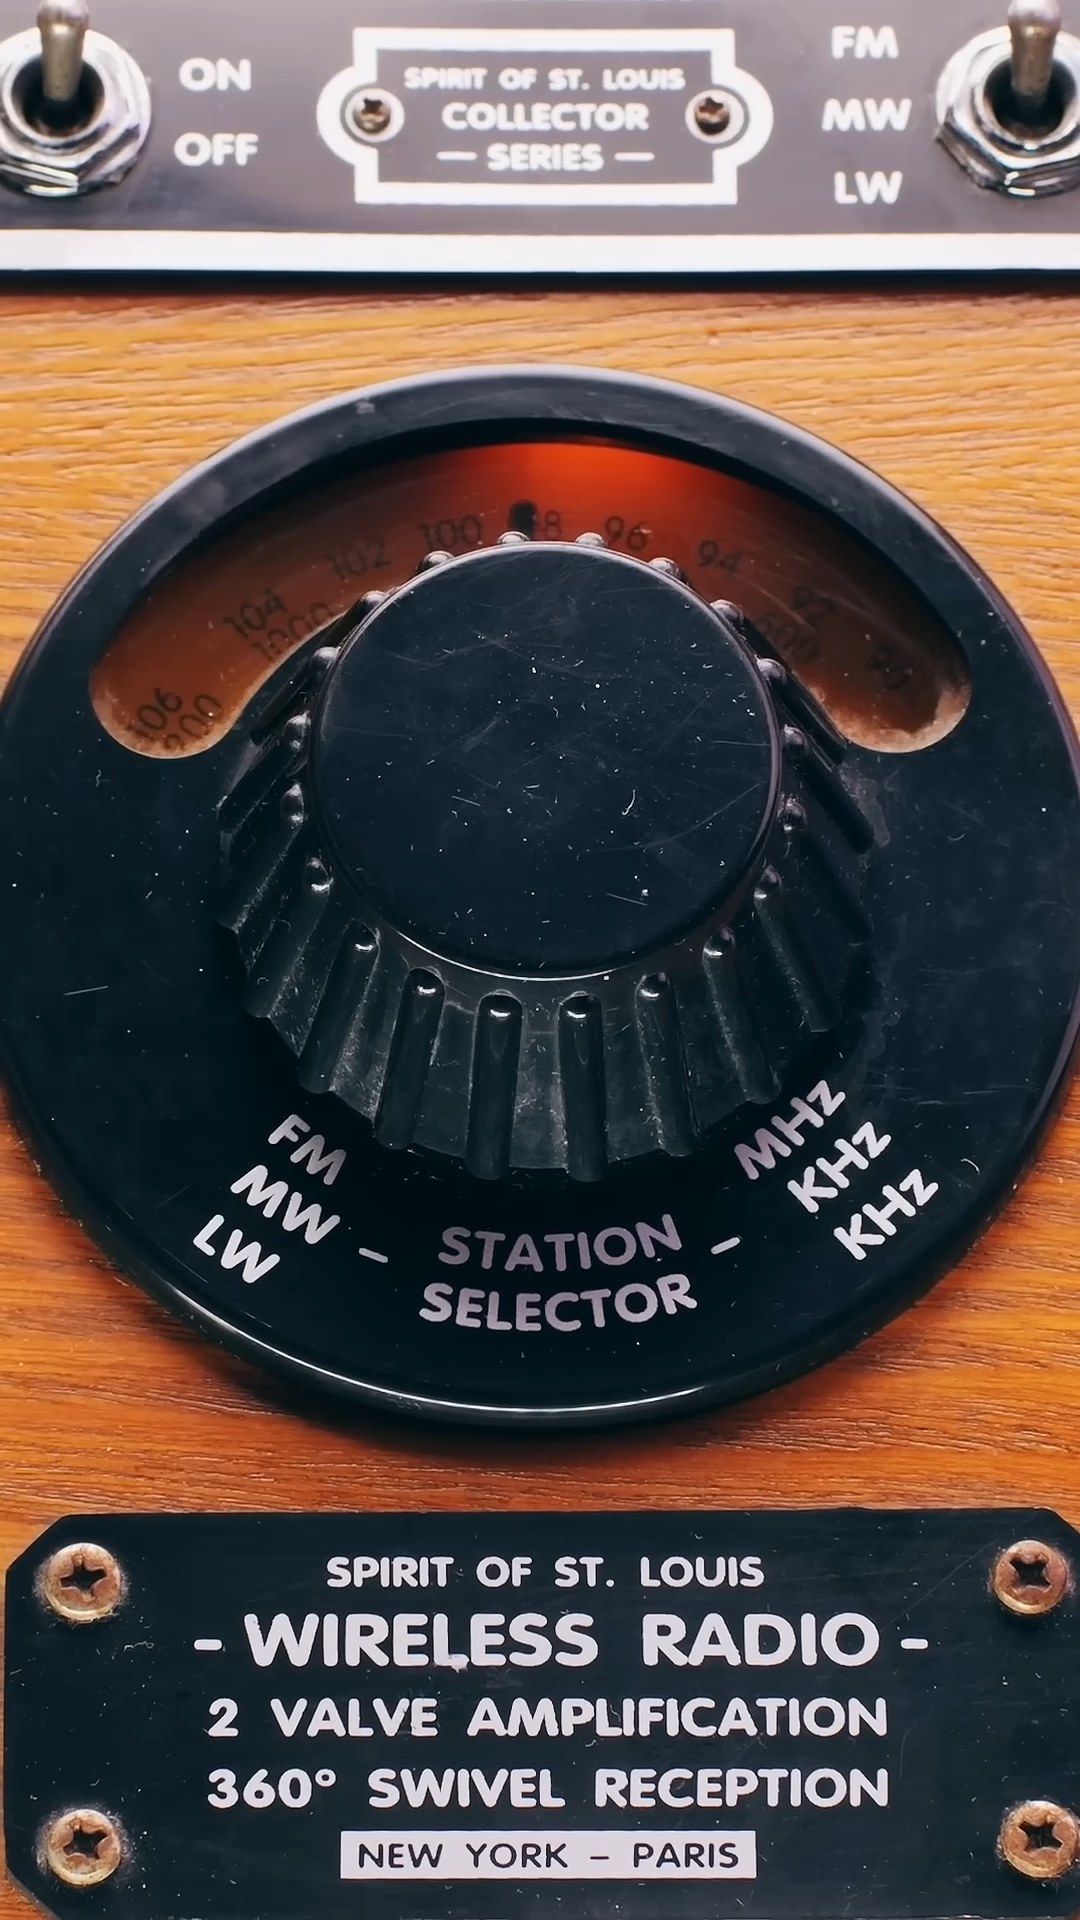 ON
OFF
SPIRIT OF ST. LOUIS
COLLECTOR
— SERIES —
FM
MW
LW
106 104 102 100 96 94 92
1000 600
FM MHz
MW KHz
LW KHz
– STATION –
SELECTOR
SPIRIT OF ST. LOUIS
- WIRELESS RADIO -
2 VALVE AMPLIFICATION
360° SWIVEL RECEPTION
NEW YORK – PARIS